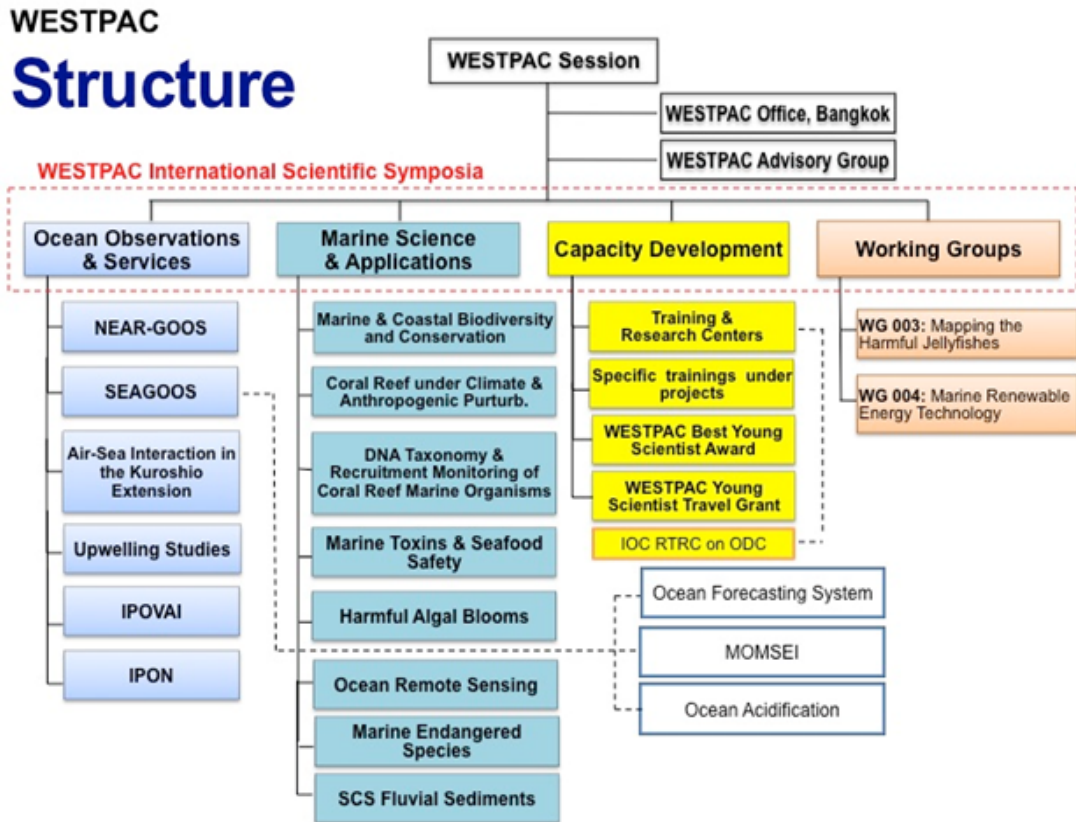 WESTPAC
Structure
WESTPAC Session
WESTPAC Office, Bangkok
WESTPAC Advisory Group
WESTPAC International Scientific Symposia
Ocean Observations
& Services
Marine Science
& Applications
Capacity Development
Working Groups
NEAR-GOOS
SEAGOOS
Air-Sea Interaction in
the Kuroshio
Extension
Upwelling Studies
IPOVAI
IPON
Marine & Coastal Biodiversity
and Conservation
Coral Reef under Climate &
Anthropogenic Purturb.
DNA Taxonomy &
Recruitment Monitoring of
Coral Reef Marine Organisms
Marine Toxins & Seafood
Safety
Harmful Algal Blooms
Ocean Remote Sensing
Marine Endangered
Species
SCS Fluvial Sediments
Training &
Research Centers
Specific trainings under
projects
WESTPAC Best Young
Scientist Award
WESTPAC Young
Scientist Travel Grant
IOC RTRC on ODC
Ocean Forecasting System
MOMSEI
Ocean Acidification
WG 003: Mapping the
Harmful Jellyfishes
WG 004: Marine Renewable
Energy Technology